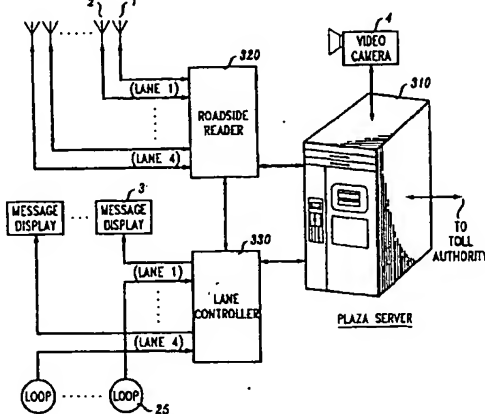 2
1
4
VIDEO
CAMERA
320
310
(LANE 1)
ROADSIDE
READER
(LANE 4)
MESSAGE
DISPLAY
MESSAGE
DISPLAY
3
330
TO
TOLL
AUTHORITY
(LANE 1)
LANE
CONTROLLER
PLAZA SERVER
(LANE 4)
LOOP
LOOP
25